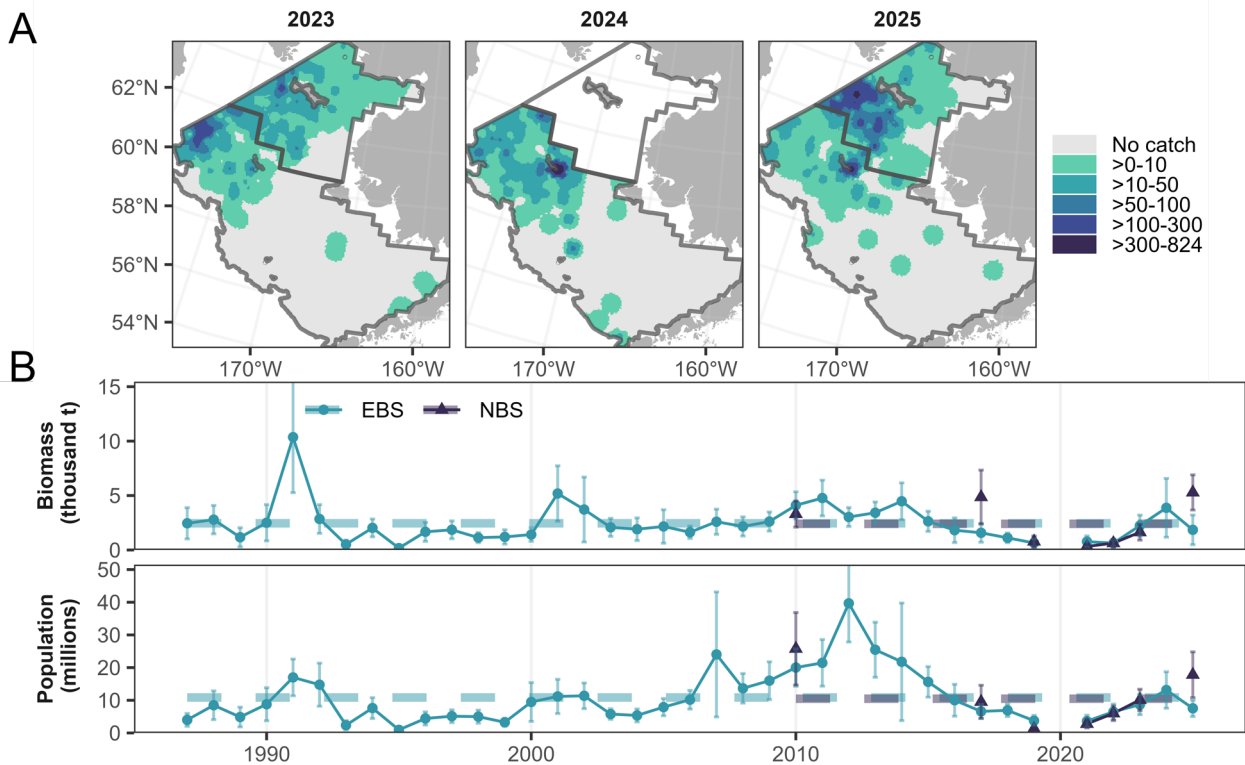 A
2023 2024 2025
62°N
60°N
58°N
56°N
54°N
170°W 160°W 170°W 160°W 170°W 160°W
No catch
>0-10
>10-50
>50-100
>100-300
>300-824
B
Biomass
(thousand t)
15
10
5
0
EBS NBS
Population
(millions)
50
40
30
20
10
0
1990 2000 2010 2020